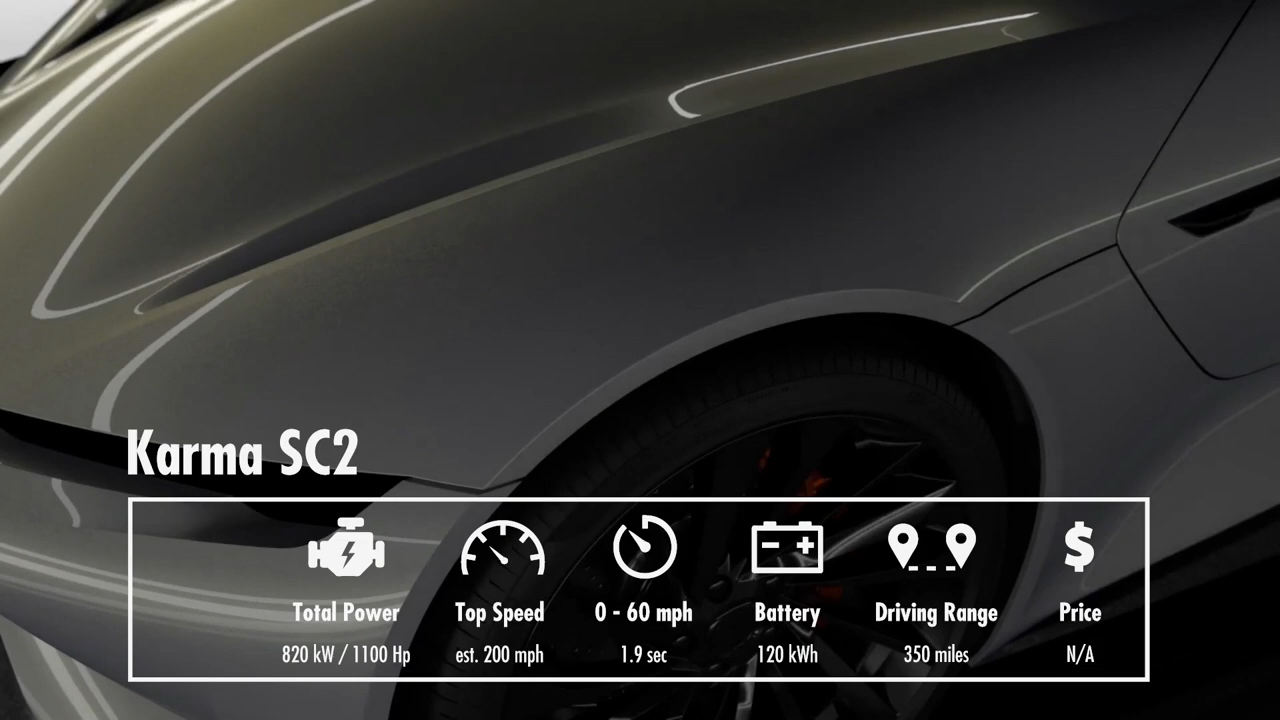 Karma SC2
Total Power Top Speed 0 - 60 mph Battery Driving Range Price
820 kW / 1100 Hp est. 200 mph 1.9 sec 120 kWh 350 miles N/A